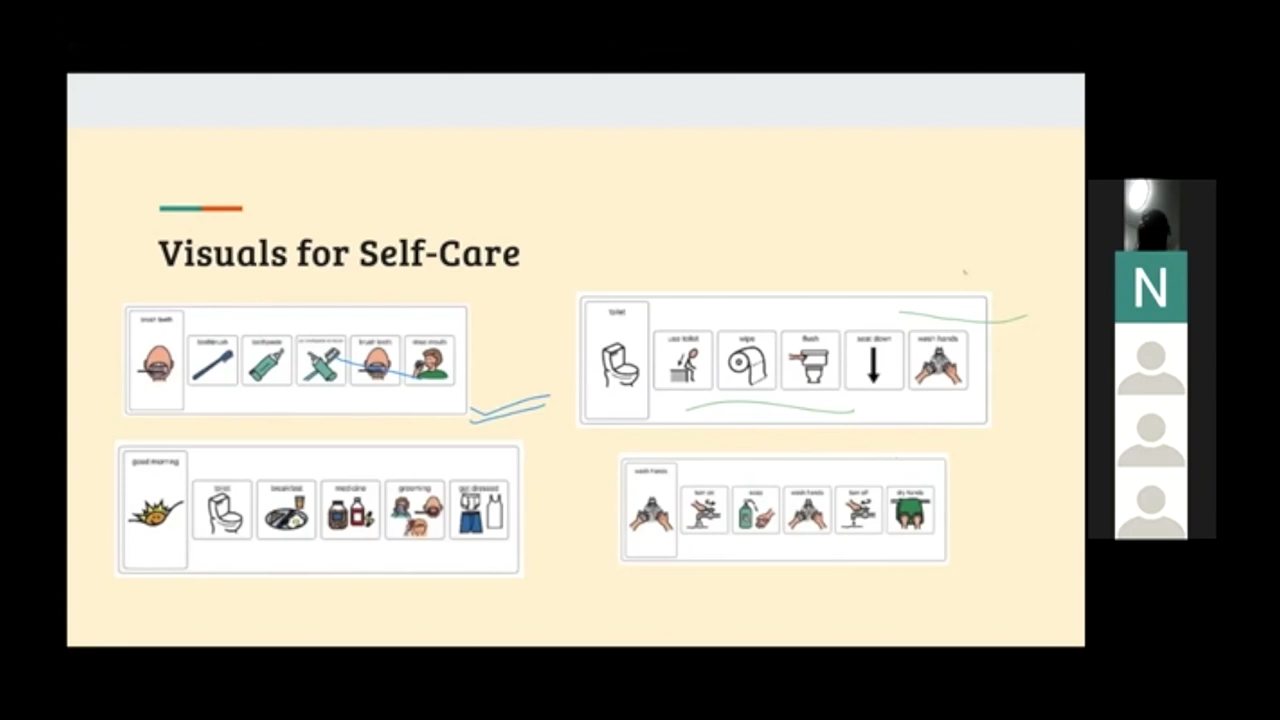 Visuals for Self-Care
brush teeth
toothbrush toothpaste brush teeth rinse mouth
toilet
use toilet wipe flush seat down wash hands
good morning
toilet breakfast medicine grooming get dressed
wash hands
turn on soap wash hands turn off dry hands
N